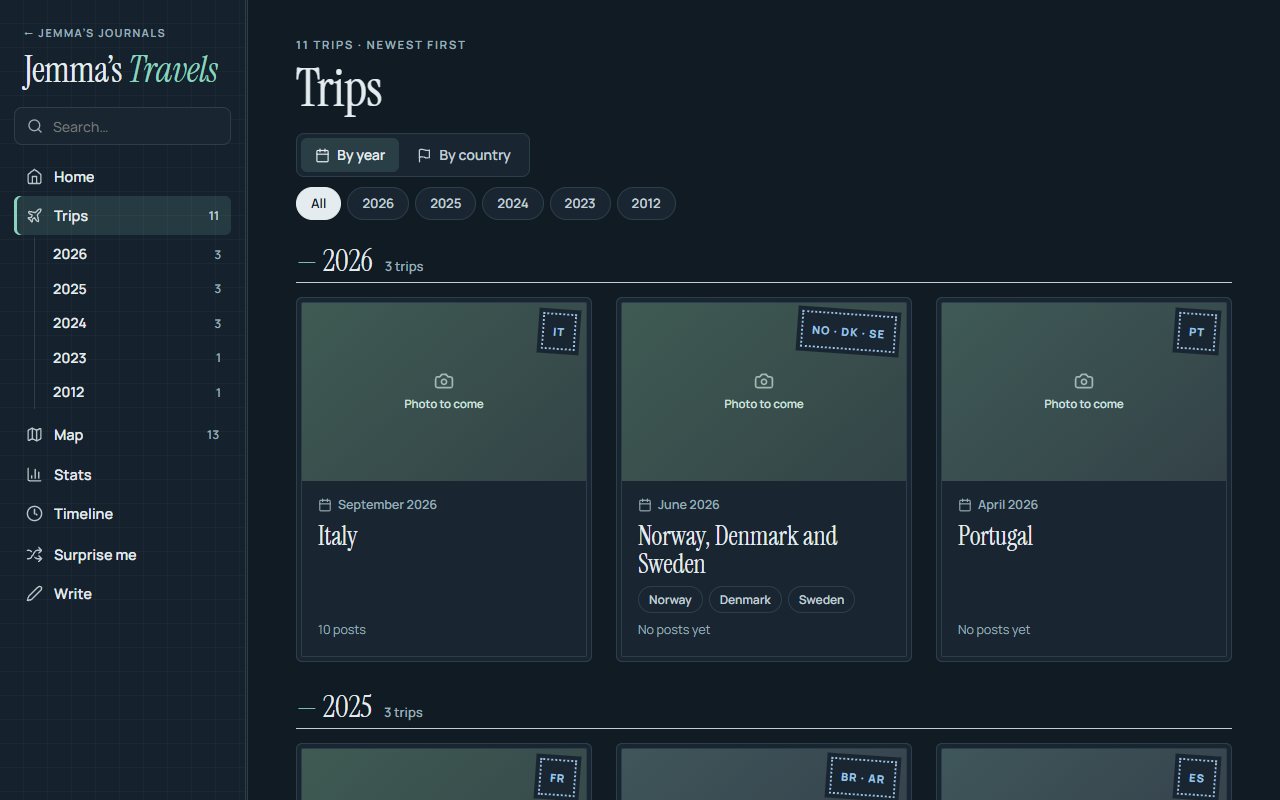 ← JEMMA'S JOURNALS
Jemma's Travels
Search...
Home
Trips 11
2026 3
2025 3
2024 3
2023 1
2012 1
Map 13
Stats
Timeline
Surprise me
Write
11 TRIPS · NEWEST FIRST
Trips
By year By country
All 2026 2025 2024 2023 2012
— 2026 3 trips
IT
Photo to come
September 2026
Italy
10 posts
NO · DK · SE
Photo to come
June 2026
Norway, Denmark and
Sweden
Norway Denmark Sweden
No posts yet
PT
Photo to come
April 2026
Portugal
No posts yet
— 2025 3 trips
FR
BR · AR
ES